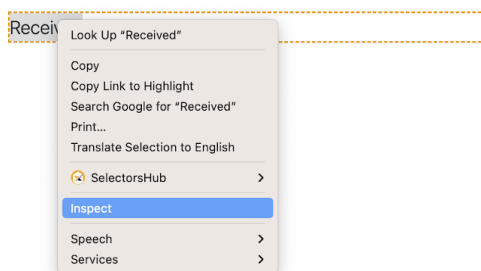 Receiv
Look Up “Received”
Copy
Copy Link to Highlight
Search Google for “Received”
Print...
Translate Selection to English
SelectorsHub
Inspect
Speech
Services